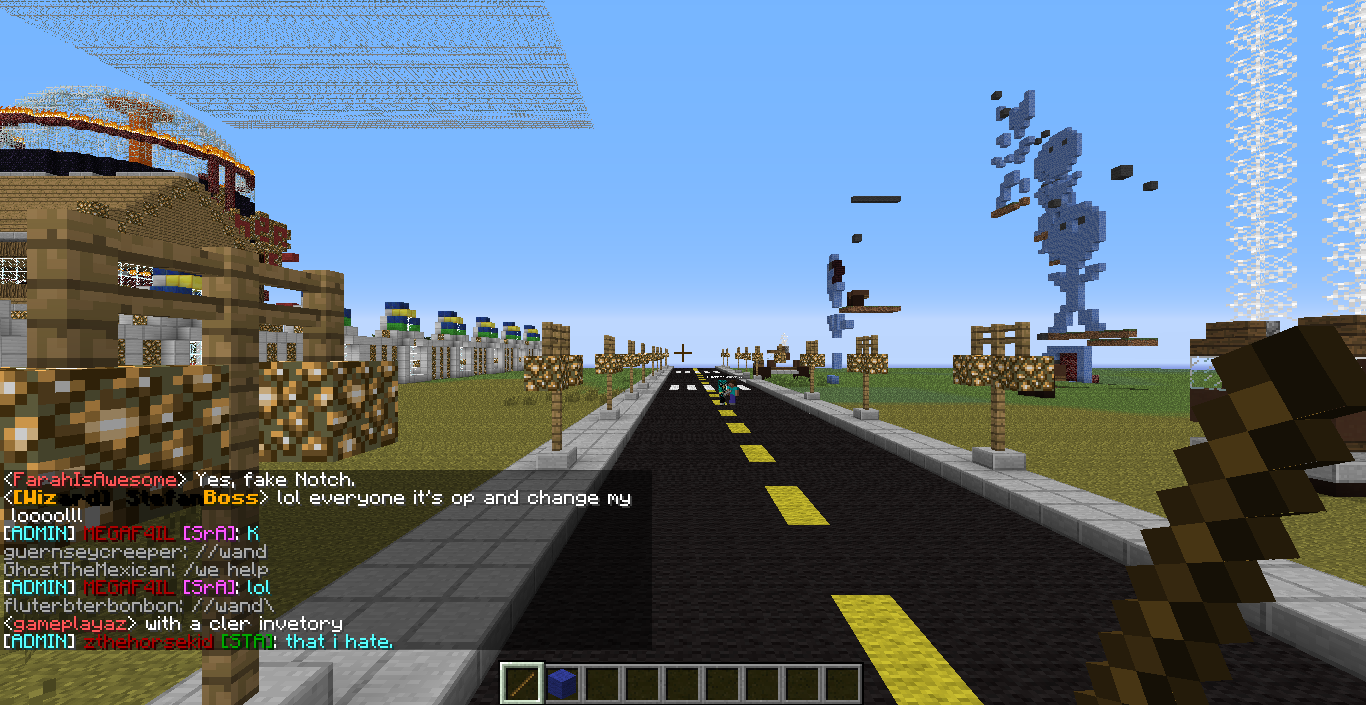 <FarahIsAwesome> Yes, fake Notch.
<[Wizard] StefanBoss> lol everyone it's op and change my
loooolll
[ADMIN] MEGAF4IL [SrA]: K
guernseycreeper: //wand
GhostTheMexican: /we help
[ADMIN] MEGAF4IL [SrA]: lol
fluterbterbonbon: //wand\
<gameplayaz> with a cler invetory
[ADMIN] zthehorsekid [STA]: that i hate.